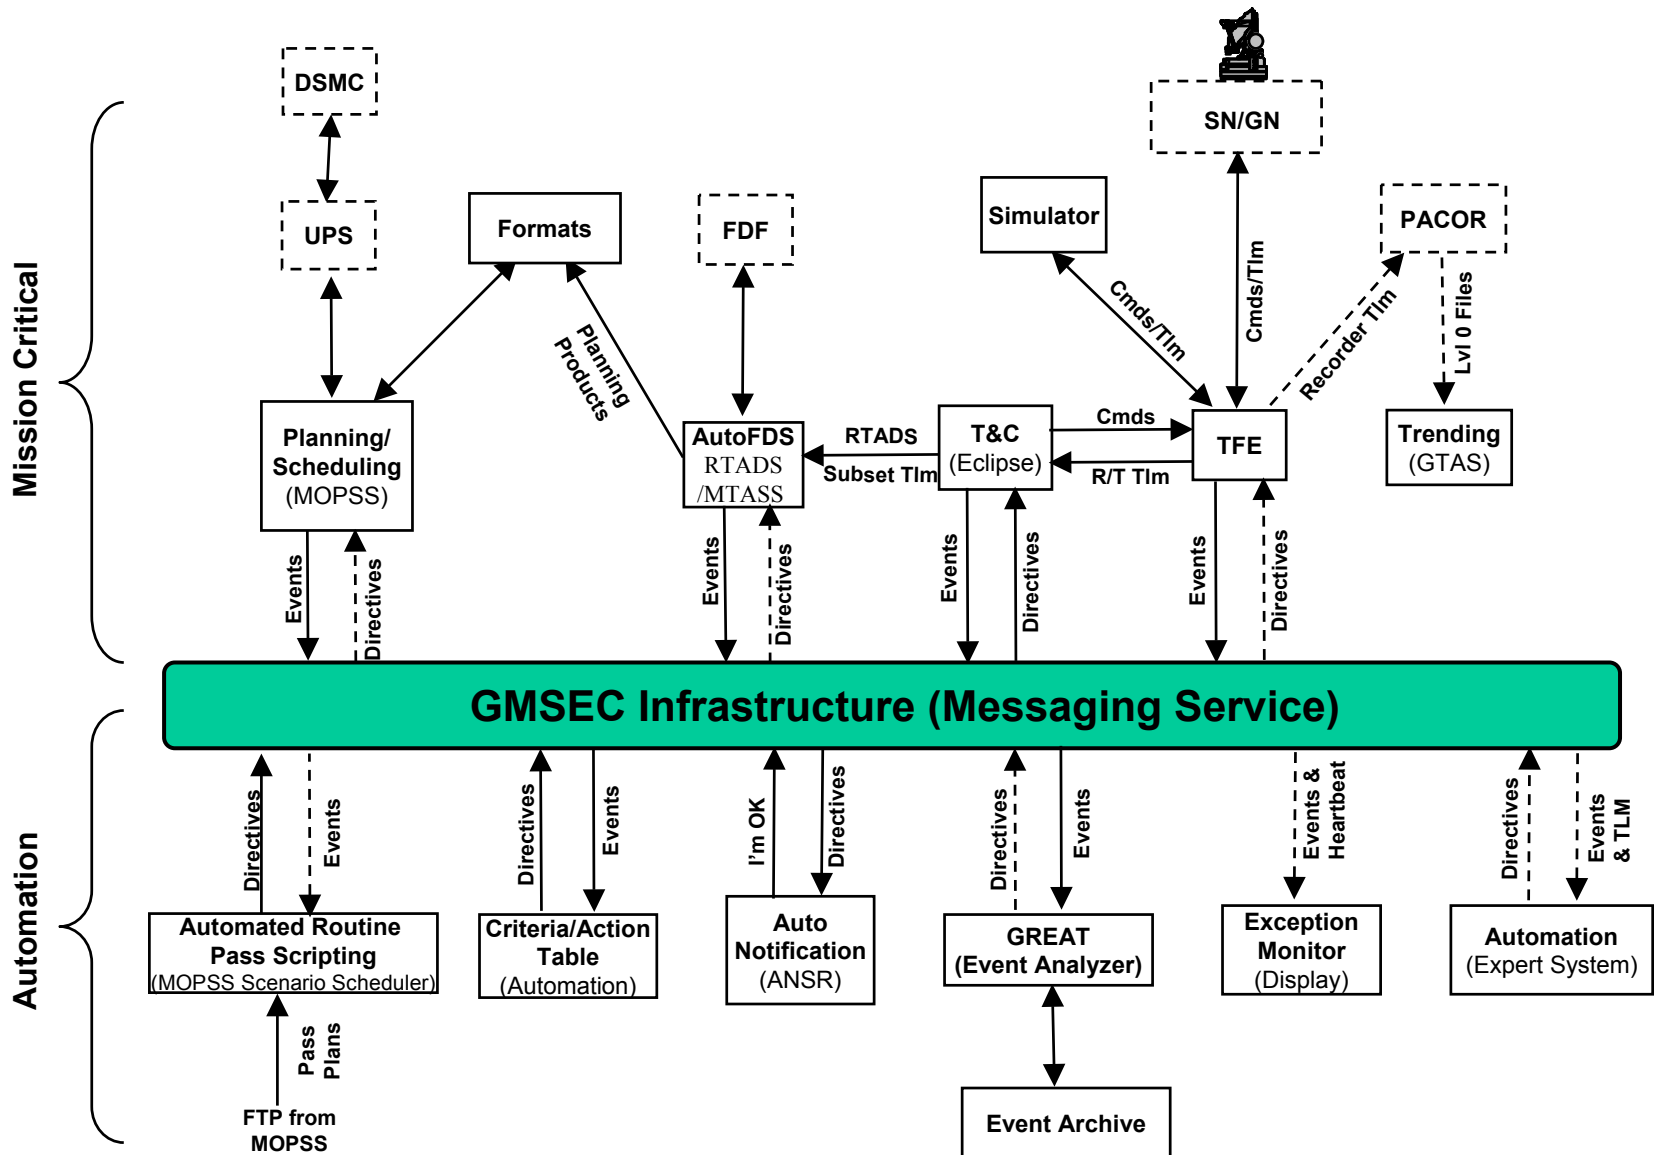 DSMC
SN/GN
UPS
Formats
FDF
Simulator
PACOR
Mission Critical
Planning
Products
Cmds/Tlm
Cmds/Tlm
Recorder Tlm
Lvl 0 Files
Planning/
Scheduling
(MOPSS)
AutoFDS
RTADS
/MTASS
RTADS
Subset Tlm
T&C
(Eclipse)
Cmds
R/T Tlm
TFE
Trending
(GTAS)
Events
Directives
Events
Directives
Events
Directives
Events
Directives
GMSEC Infrastructure (Messaging Service)
Automation
Directives
Events
Directives
Events
I'm OK
Directives
Directives
Events
Events &
Heartbeat
Directives
Events
& TLM
Automated Routine
Pass Scripting
(MOPSS Scenario Scheduler)
Criteria/Action
Table
(Automation)
Auto
Notification
(ANSR)
GREAT
(Event Analyzer)
Exception
Monitor
(Display)
Automation
(Expert System)
Pass
Plans
FTP from
MOPSS
Event Archive